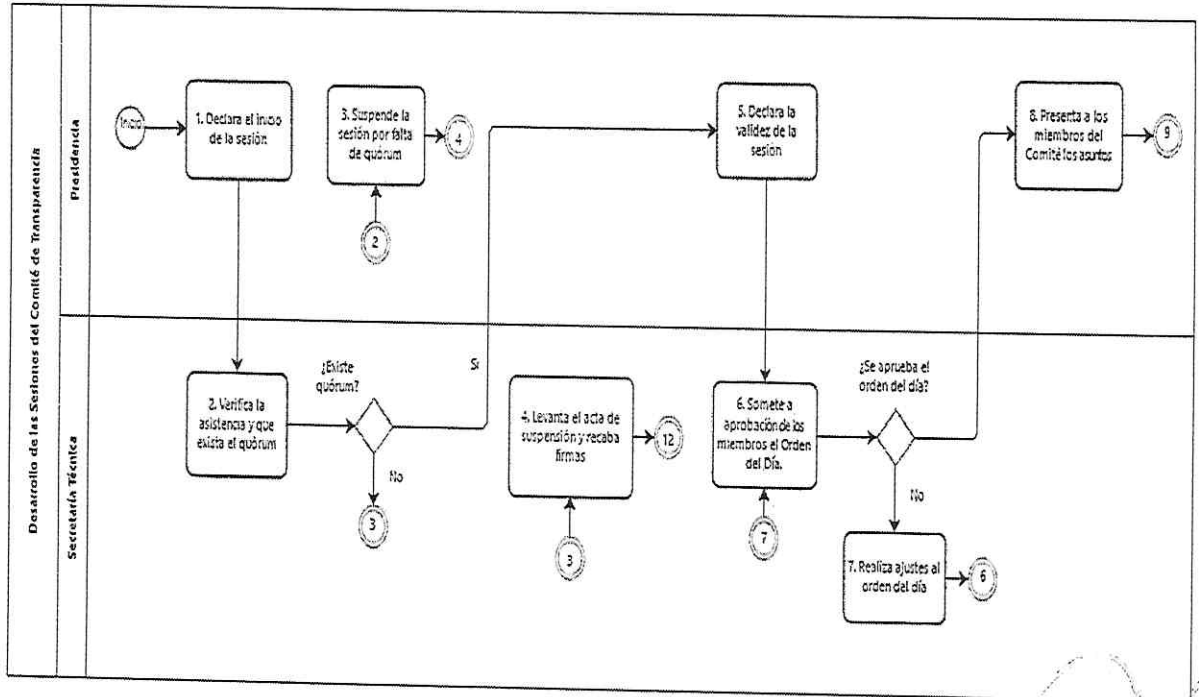 Desarrollo de las Sesiones del Comité de Transparencia
Presidencia
Inicio
1. Declara el inicio
de la sesión
3. Suspende la
sesión por falta
de quórum
4
2
5. Declara la
validez de la
sesión
8. Presenta a los
miembros del
Comité los asuntos
9
Secretaría Técnica
2. Verifica la
asistencia y que
exista el quórum
¿Existe
quórum?
Si
No
3
4. Levanta el acta de
suspensión y recaba
firmas
12
3
6. Somete a
aprobación de los
miembros el Orden
del Día.
7
¿Se aprueba el
orden del día?
No
7. Realiza ajustes al
orden del día
6